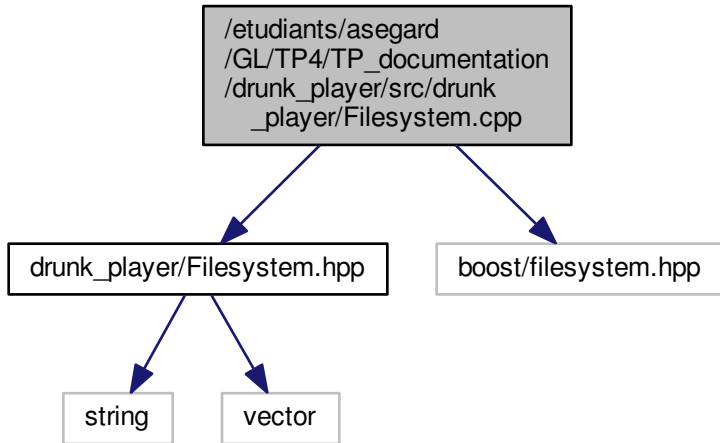 /etudiants/asegard
/GL/TP4/TP_documentation
/drunk_player/src/drunk
_player/Filesystem.cpp
drunk_player/Filesystem.hpp
boost/filesystem.hpp
string
vector